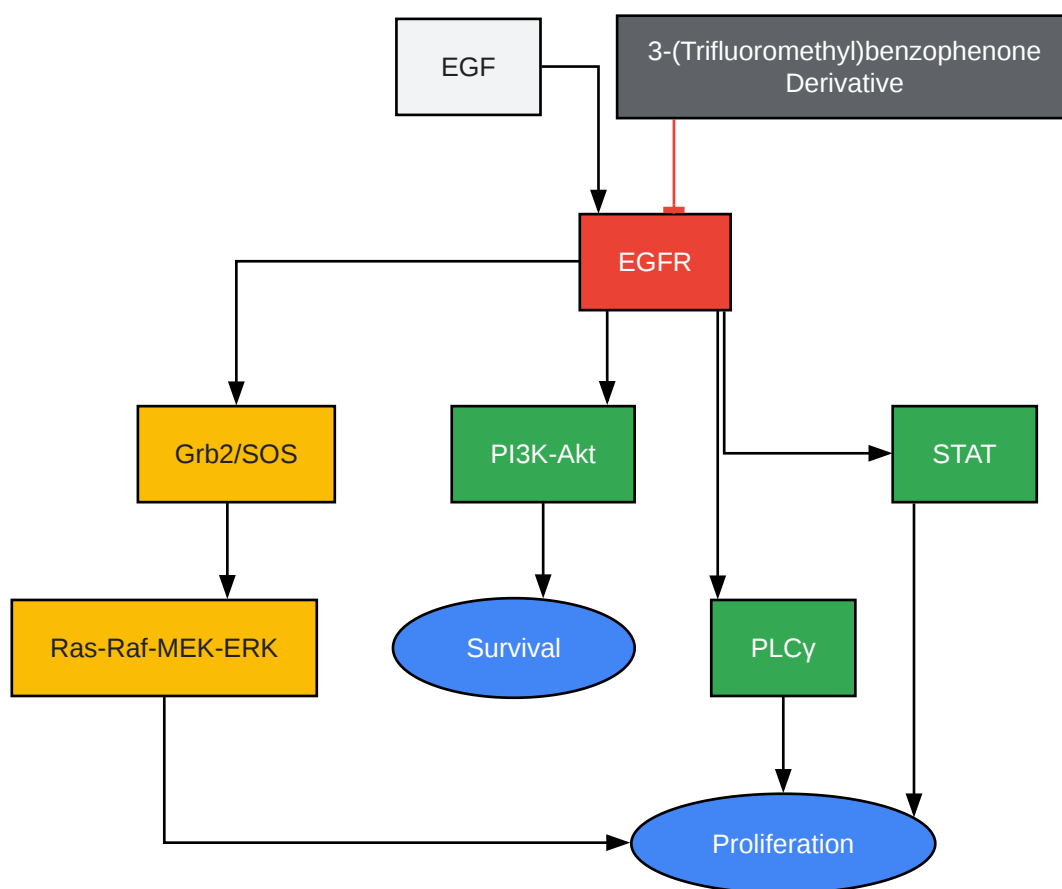 EGF
3-(Trifluoromethyl)benzophenone
Derivative
EGFR
Grb2/SOS
PI3K-Akt
STAT
Ras-Raf-MEK-ERK
Survival
PLCγ
Proliferation